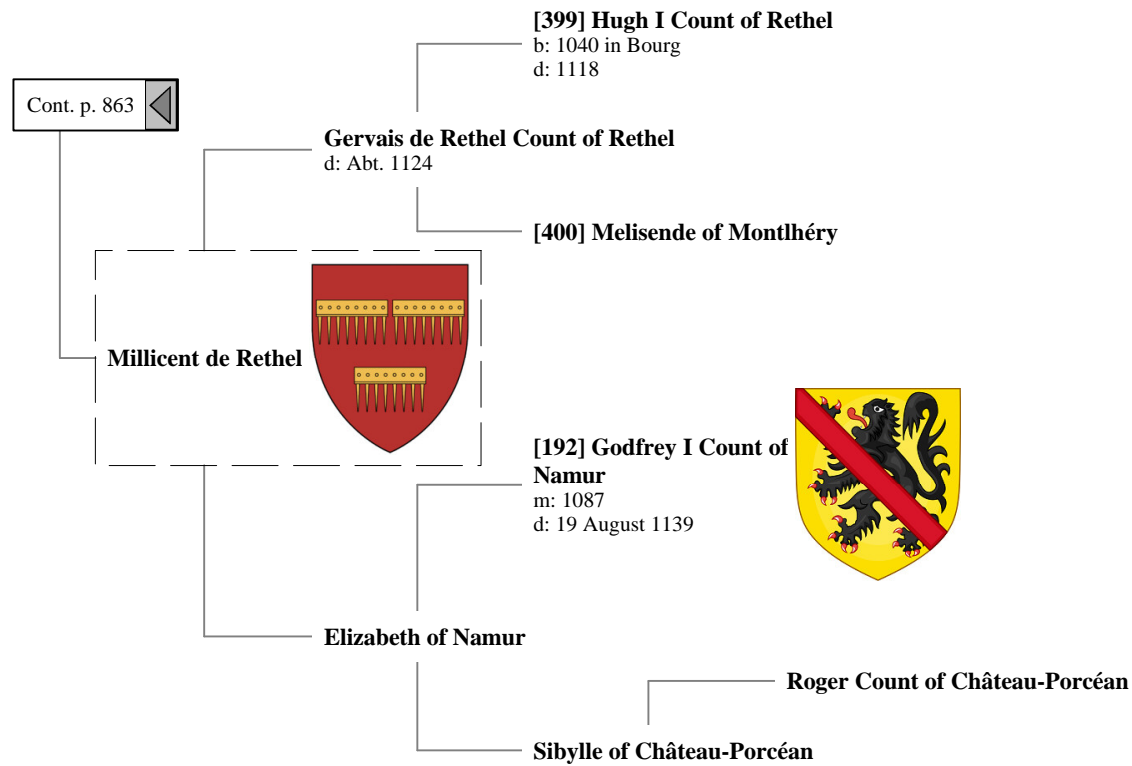 [399] Hugh I Count of Rethel
b: 1040 in Bourg
d: 1118
Cont. p. 863
Gervais de Rethel Count of Rethel
d: Abt. 1124
[400] Melisende of Montlhéry
Millicent de Rethel
[192] Godfrey I Count of
Namur
m: 1087
d: 19 August 1139
Elizabeth of Namur
Roger Count of Château-Porcéan
Sibylle of Château-Porcéan